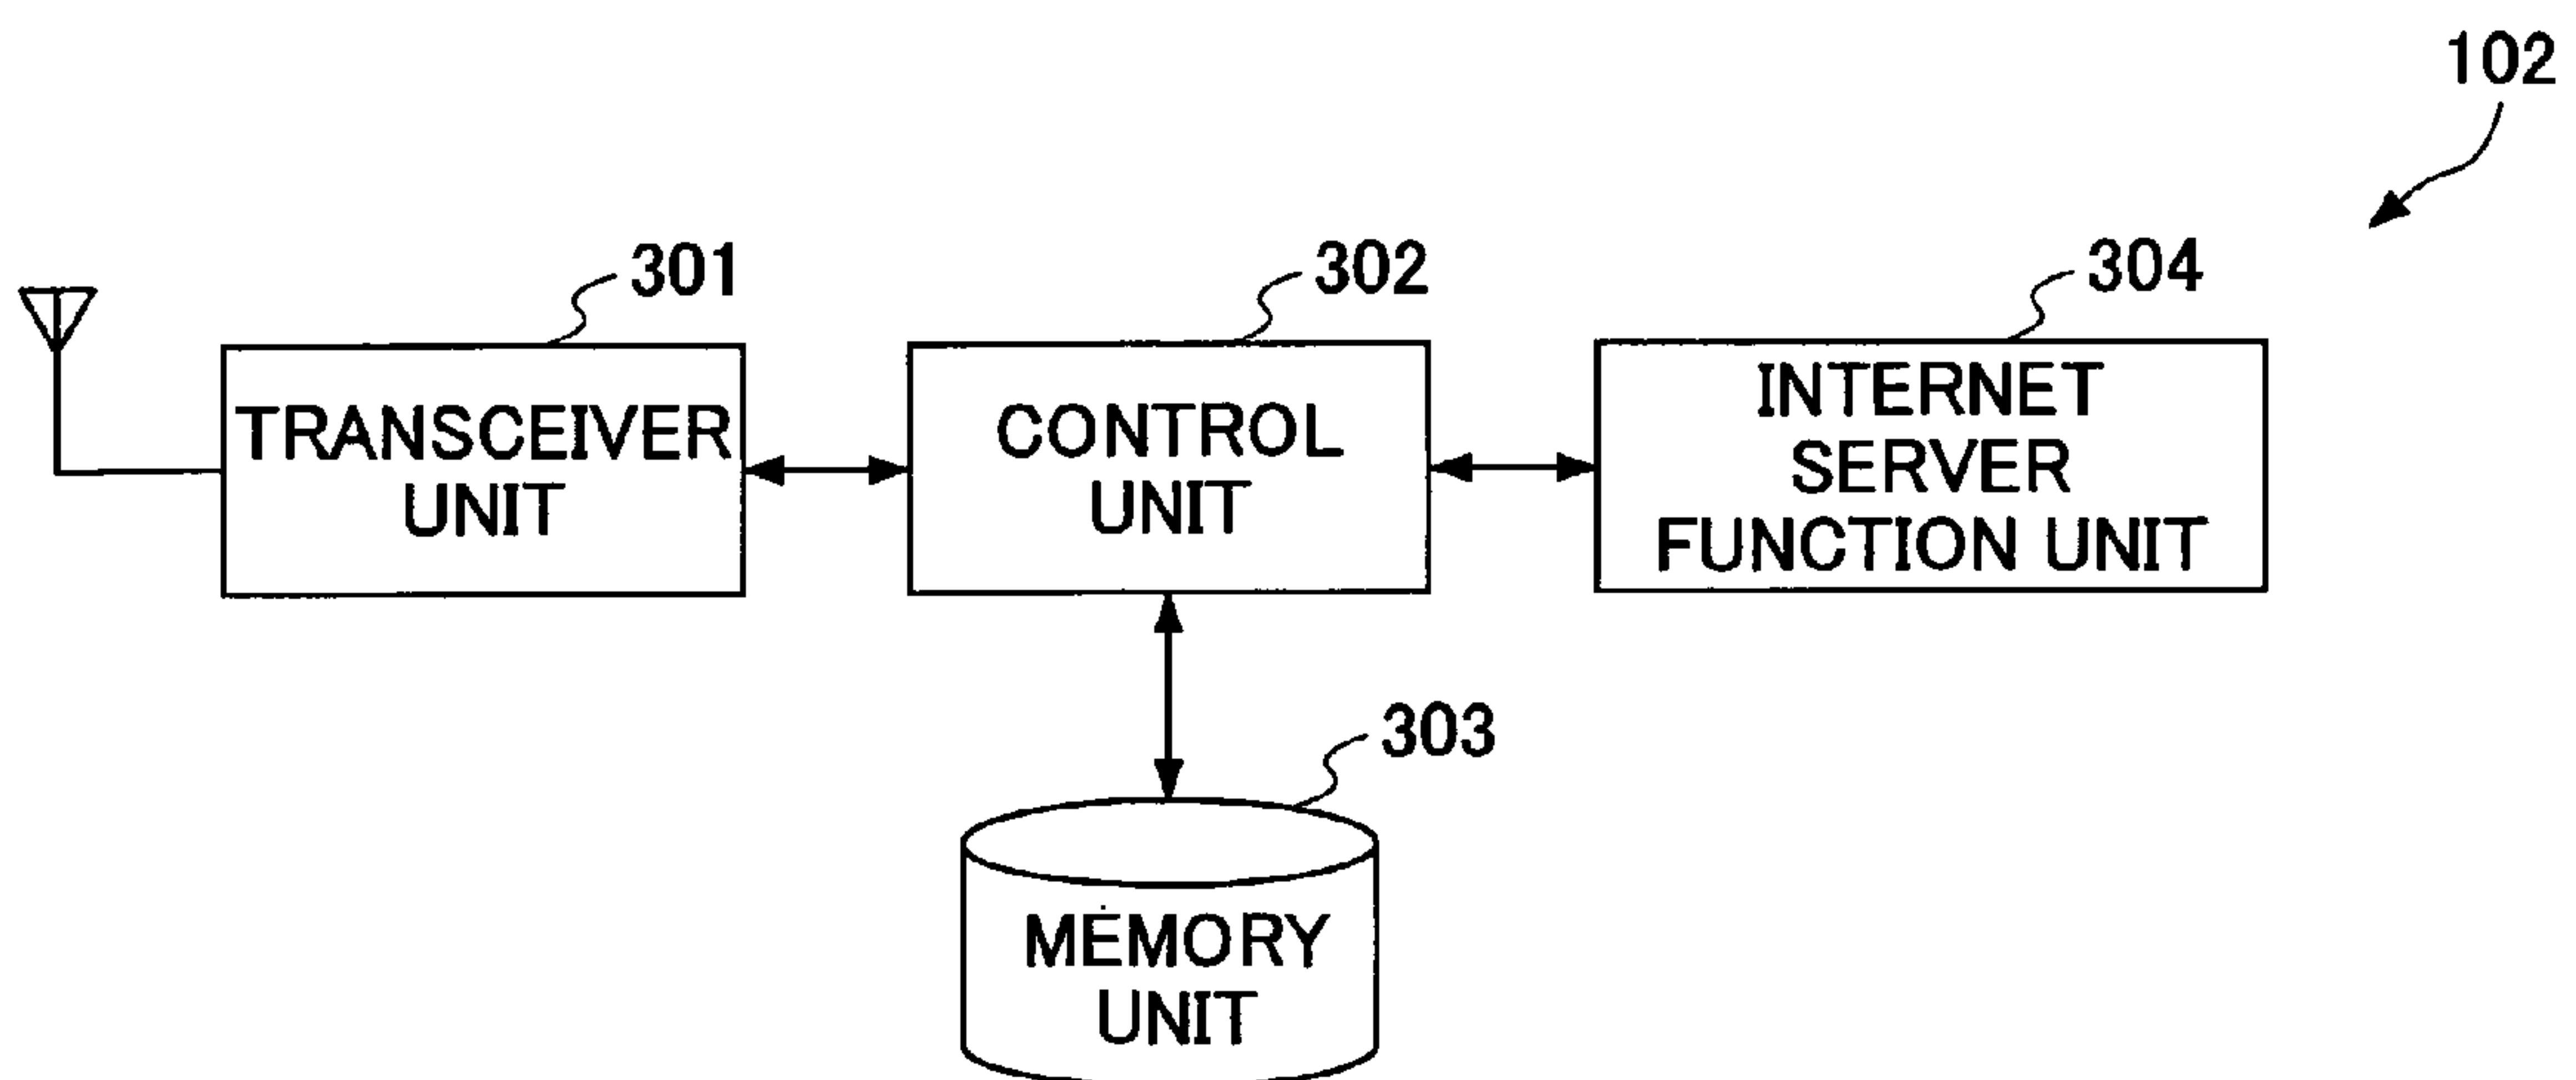 102
301
302
304
TRANSCEIVER
UNIT
CONTROL
UNIT
INTERNET
SERVER
FUNCTION UNIT
303
MEMORY
UNIT